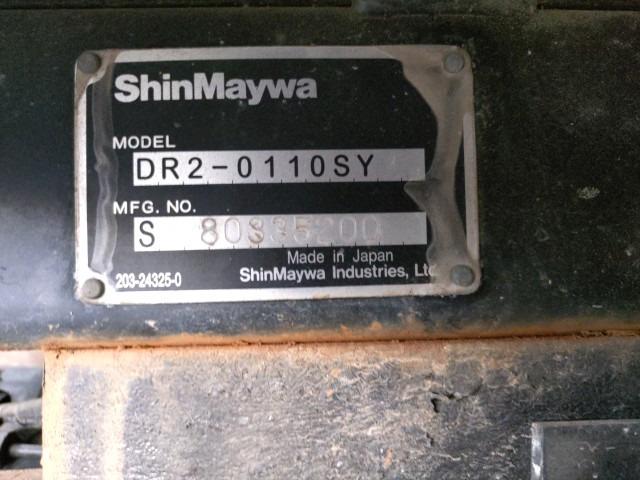 ShinMaywa
MODEL
DR2-0110SY
MFG. NO.
S 80S35200
Made in Japan
203-24325-0
ShinMaywa Industries, Ltd